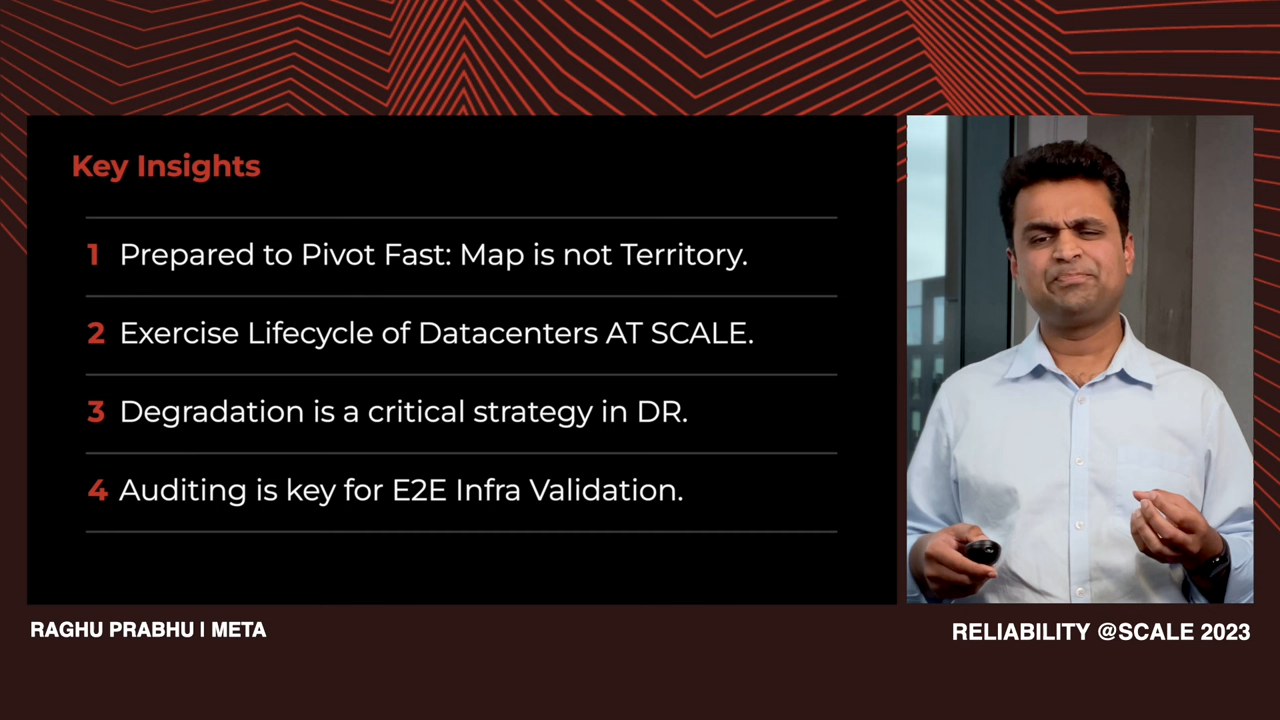 Key Insights
1 Prepared to Pivot Fast: Map is not Territory.
2 Exercise Lifecycle of Datacenters AT SCALE.
3 Degradation is a critical strategy in DR.
4 Auditing is key for E2E Infra Validation.
RAGHU PRABHU | META
RELIABILITY @SCALE 2023